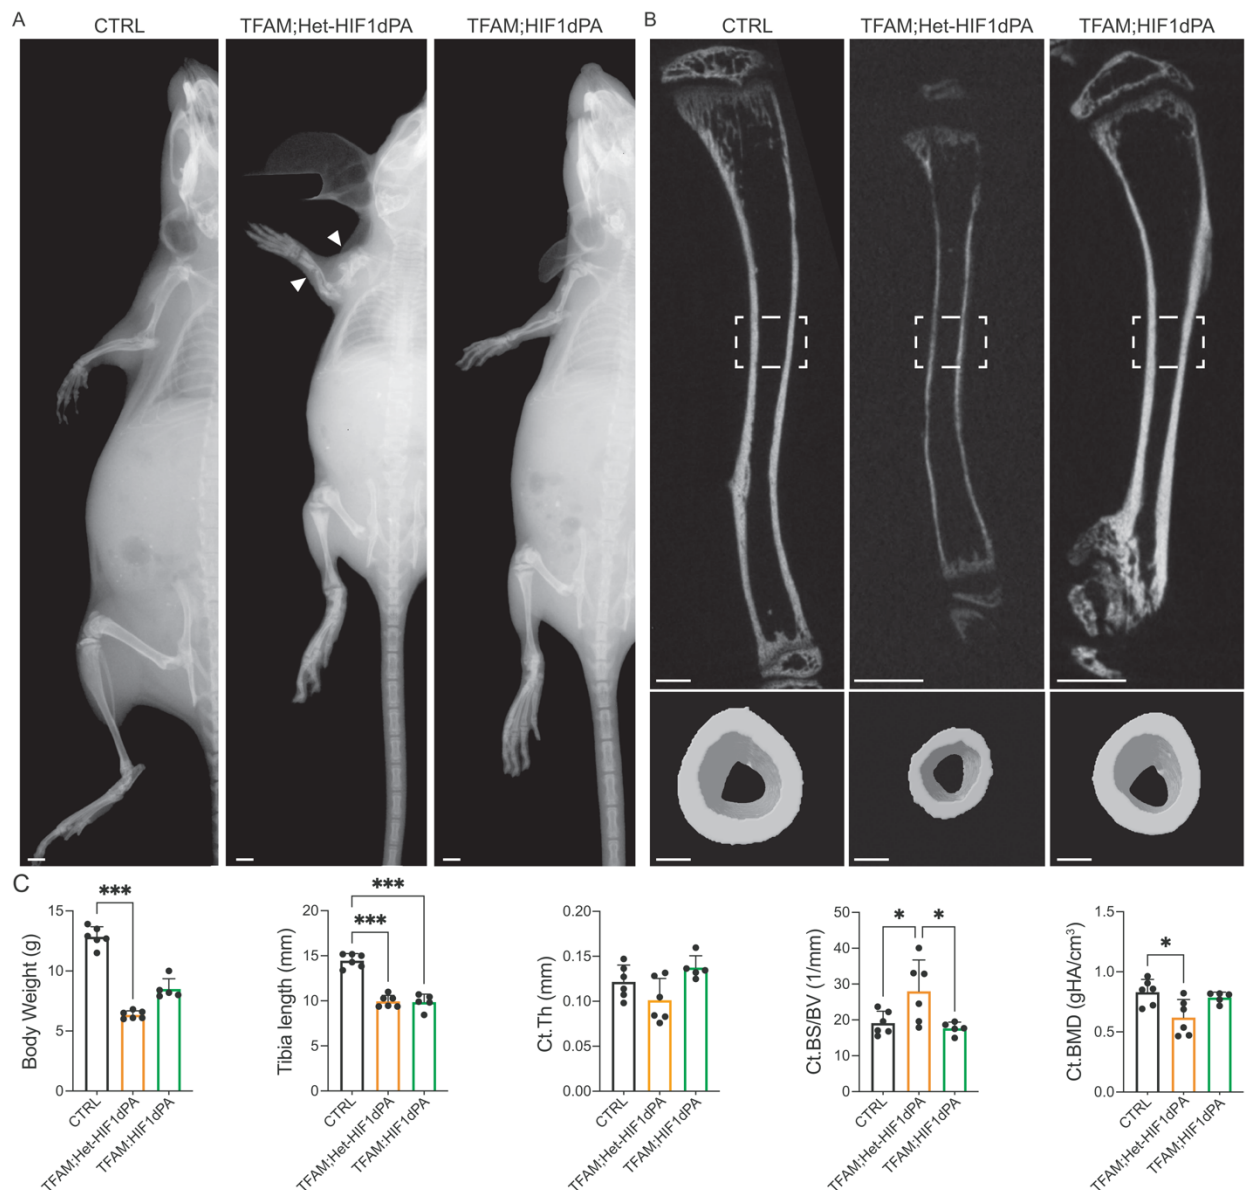 A
CTRL
TFAM;Het-HIF1dPA
TFAM;HIF1dPA
B
CTRL
TFAM;Het-HIF1dPA
TFAM;HIF1dPA
C
***
Body Weight (g)
15
10
5
0
CTRL
TFAM;Het-HIF1dPA
TFAM;HIF1dPA
***
***
Tibia length (mm)
20
15
10
5
0
CTRL
TFAM;Het-HIF1dPA
TFAM;HIF1dPA
Ct.Th (mm)
0.20
0.15
0.10
0.05
0.00
CTRL
TFAM;Het-HIF1dPA
TFAM;HIF1dPA
* *
Ct.BS/BV (1/mm)
50
40
30
20
10
0
CTRL
TFAM;Het-HIF1dPA
TFAM;HIF1dPA
*
Ct.BMD (gHA/cm³)
1.5
1.0
0.5
0.0
CTRL
TFAM;Het-HIF1dPA
TFAM;HIF1dPA